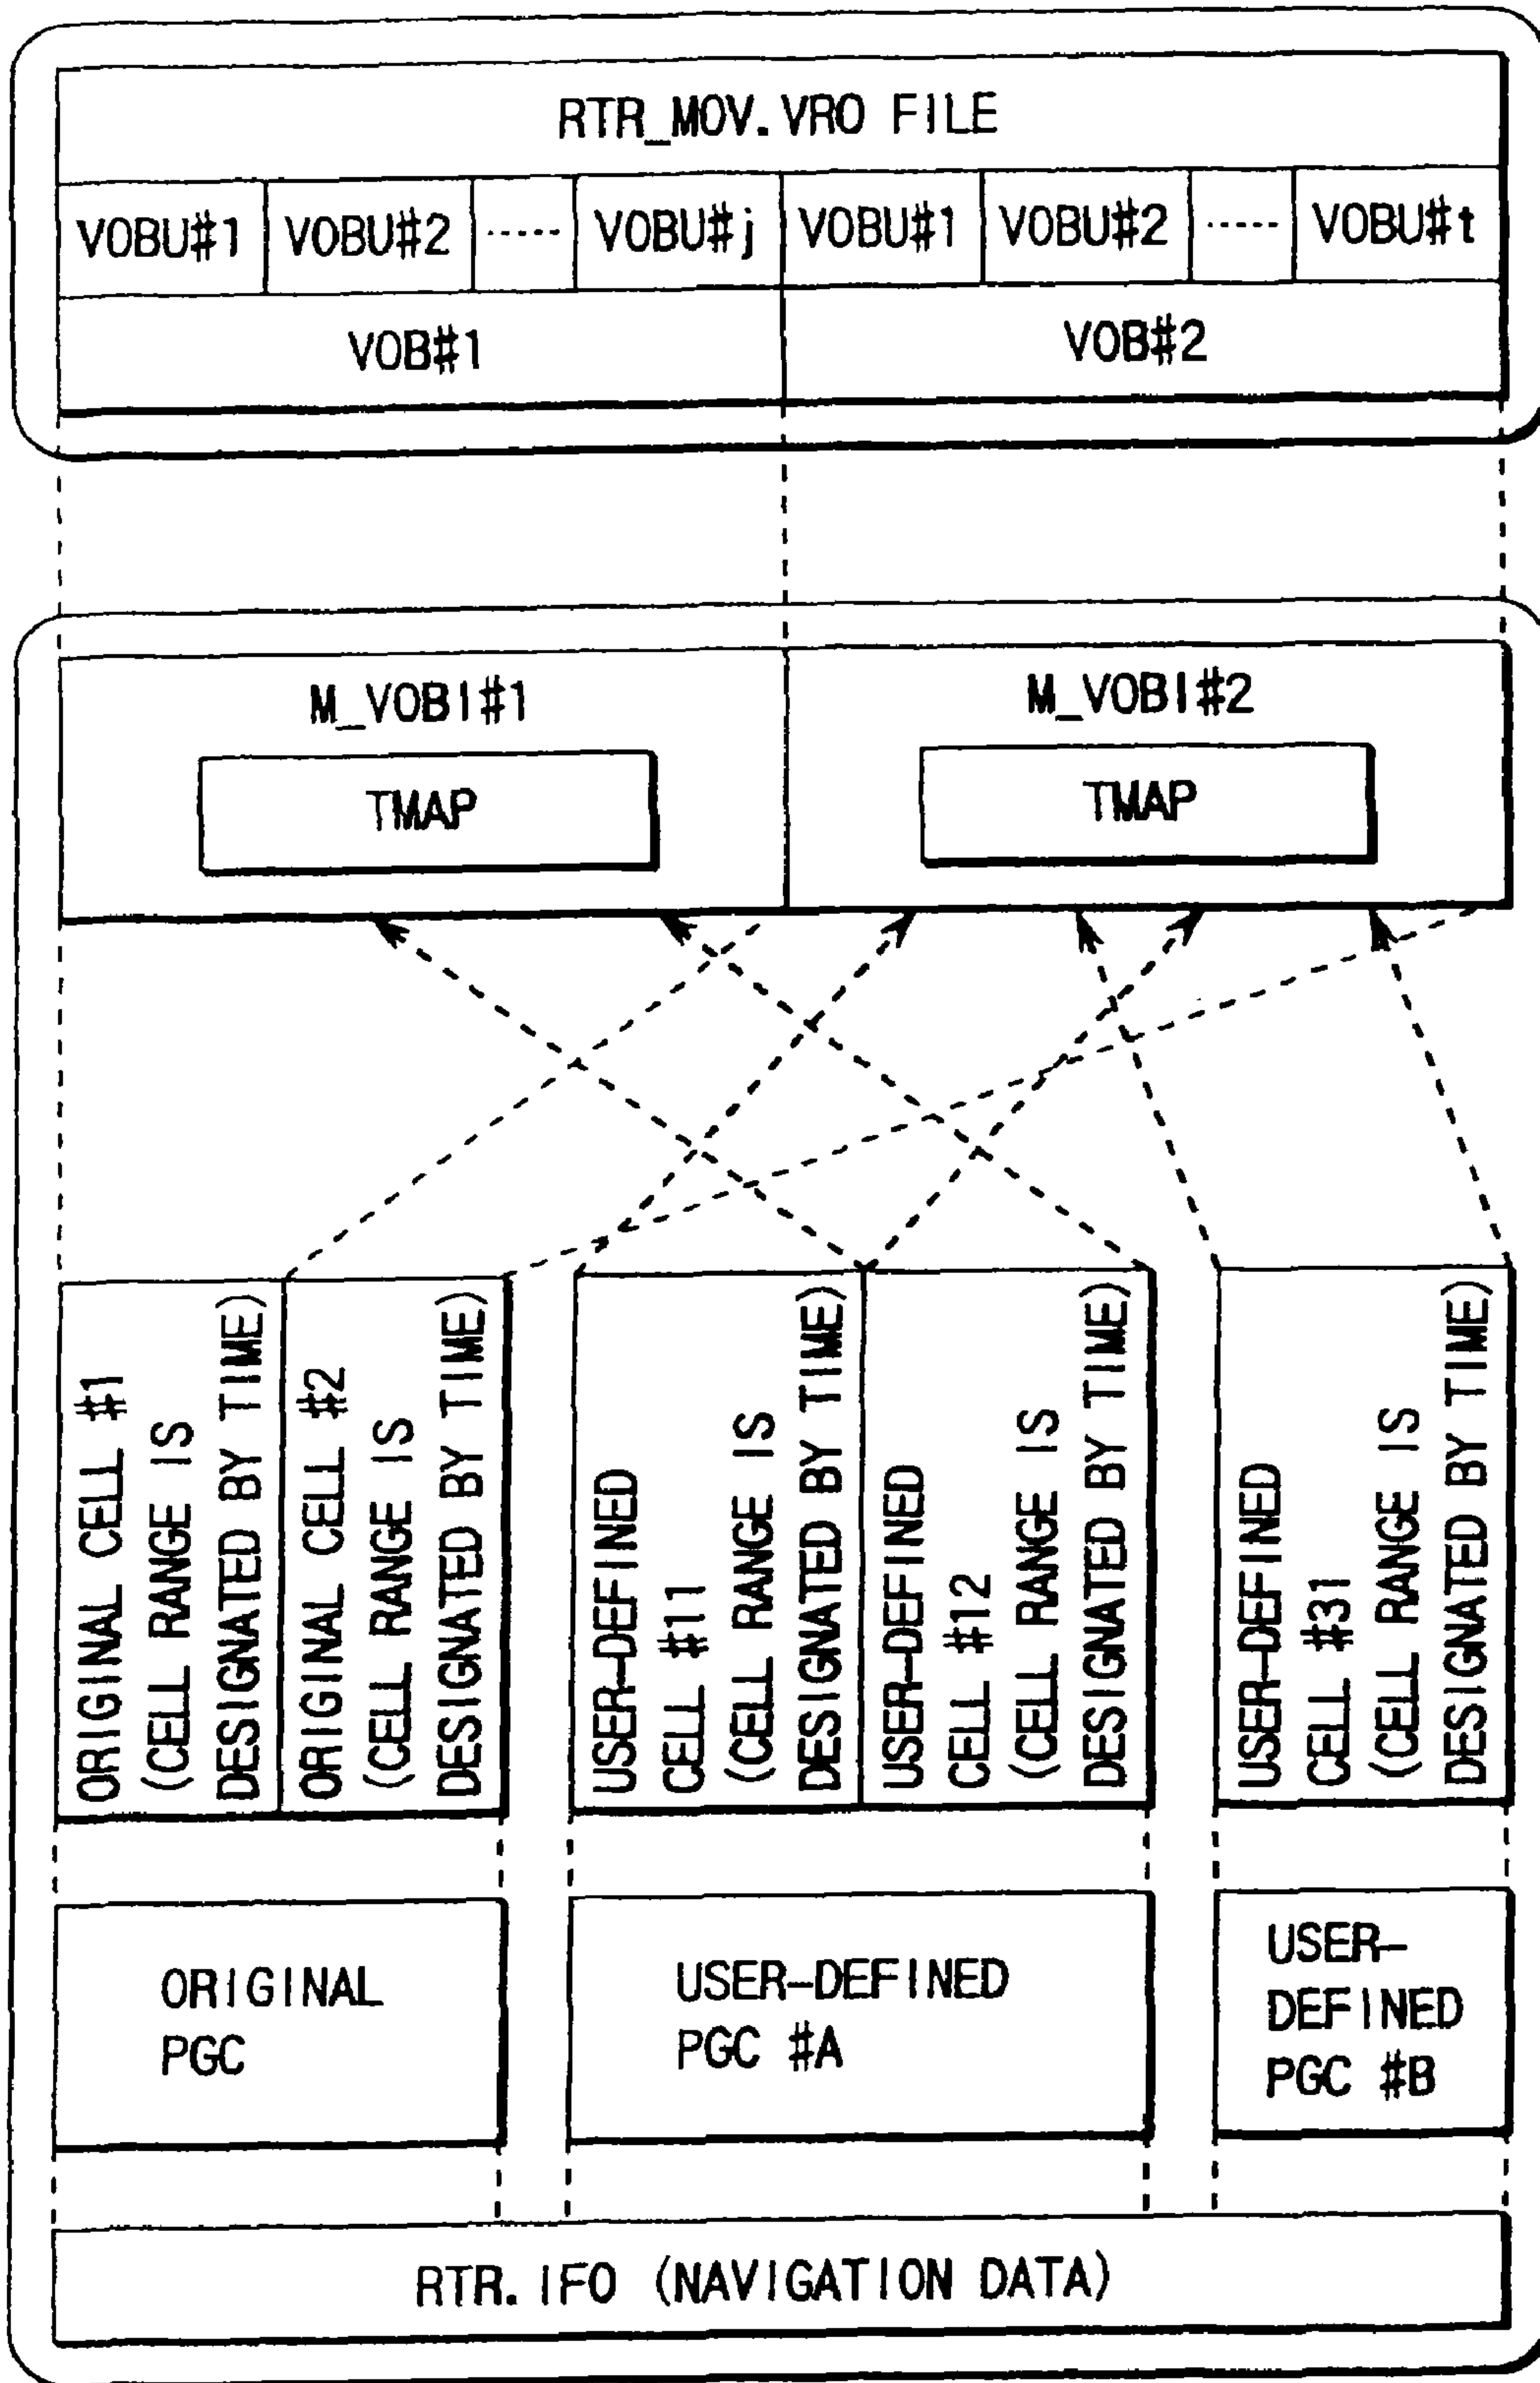 RTR_MOV.VRO FILE
VOBU#1 VOBU#2 ----- VOBU#j VOBU#1 VOBU#2 ----- VOBU#t
VOB#1 VOB#2
M_VOBI#1 M_VOBI#2
TMAP TMAP
ORIGINAL CELL #1
(CELL RANGE IS
DESIGNATED BY TIME)
ORIGINAL CELL #2
(CELL RANGE IS
DESIGNATED BY TIME)
USER-DEFINED
CELL #11
(CELL RANGE IS
DESIGNATED BY TIME)
USER-DEFINED
CELL #12
(CELL RANGE IS
DESIGNATED BY TIME)
USER-DEFINED
CELL #31
(CELL RANGE IS
DESIGNATED BY TIME)
ORIGINAL
PGC
USER-DEFINED
PGC #A
USER-
DEFINED
PGC #B
RTR.IFO (NAVIGATION DATA)